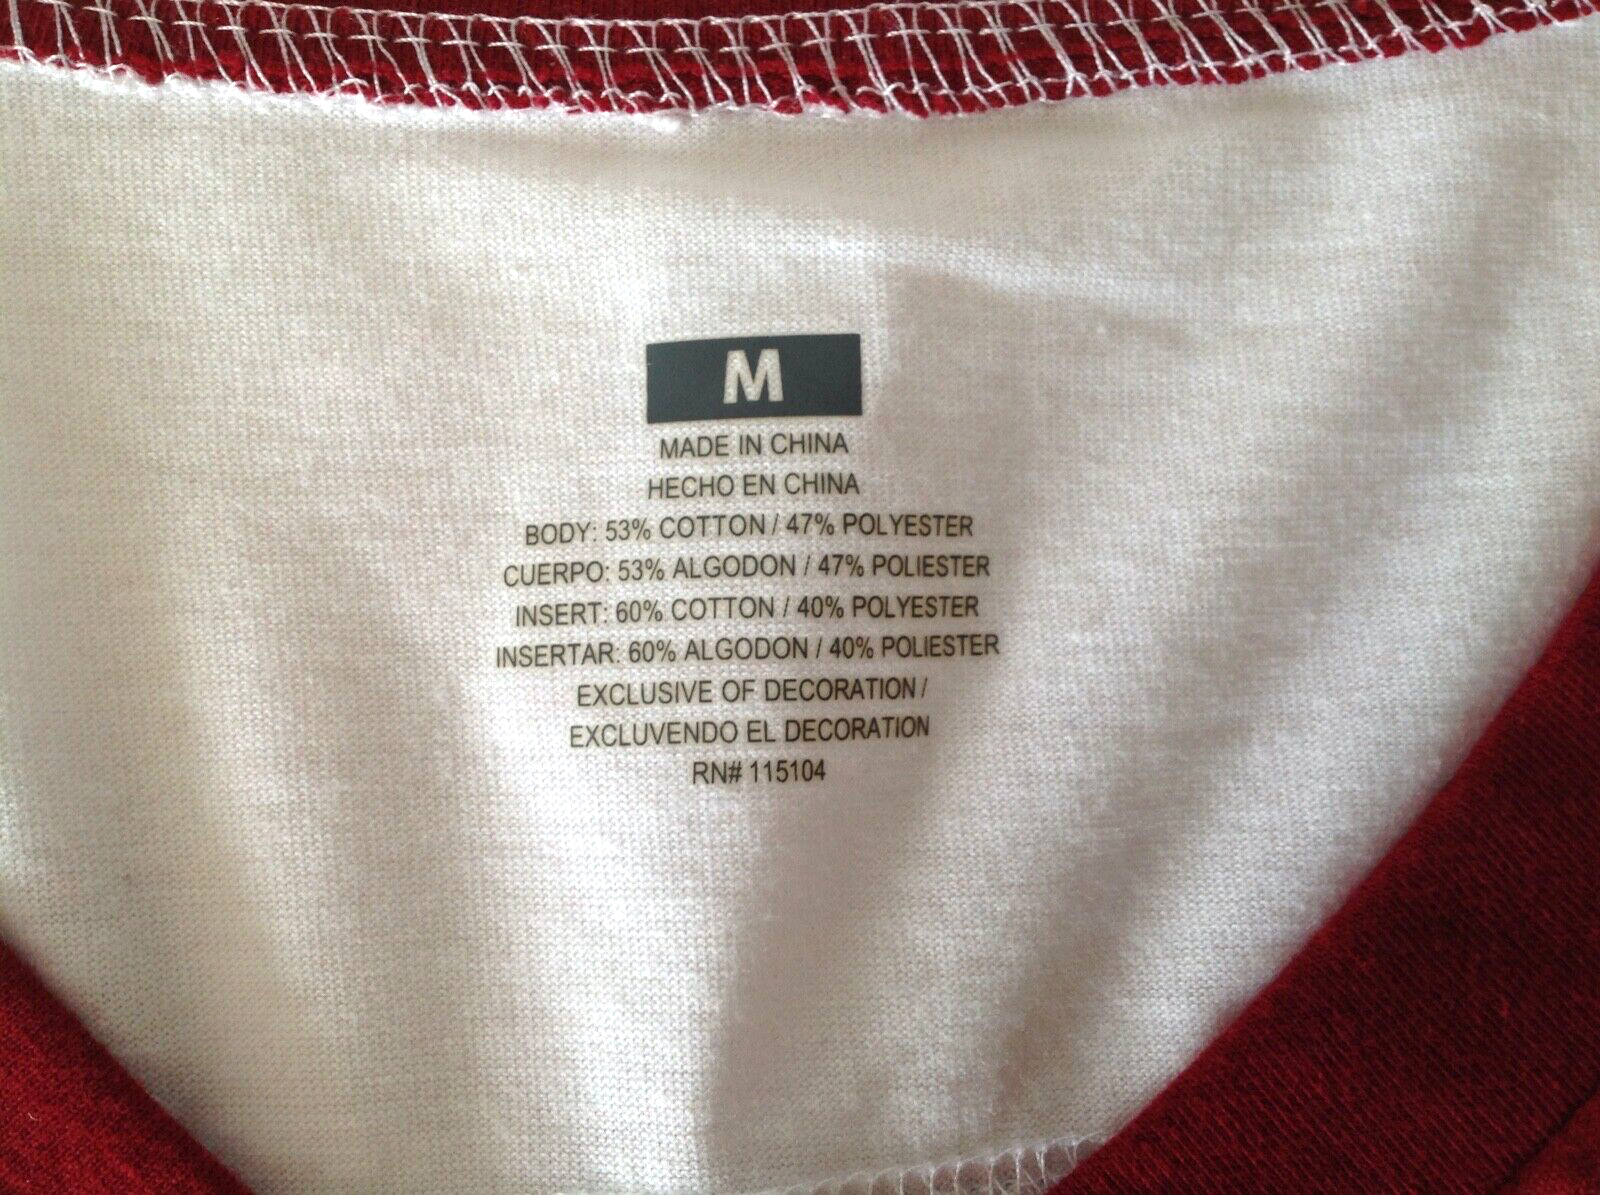 M
MADE IN CHINA
HECHO EN CHINA
BODY: 53% COTTON / 47% POLYESTER
CUERPO: 53% ALGODON / 47% POLIESTER
INSERT: 60% COTTON / 40% POLYESTER
INSERTAR: 60% ALGODON / 40% POLIESTER
EXCLUSIVE OF DECORATION /
EXCLUVENDO EL DECORATION
RN# 115104